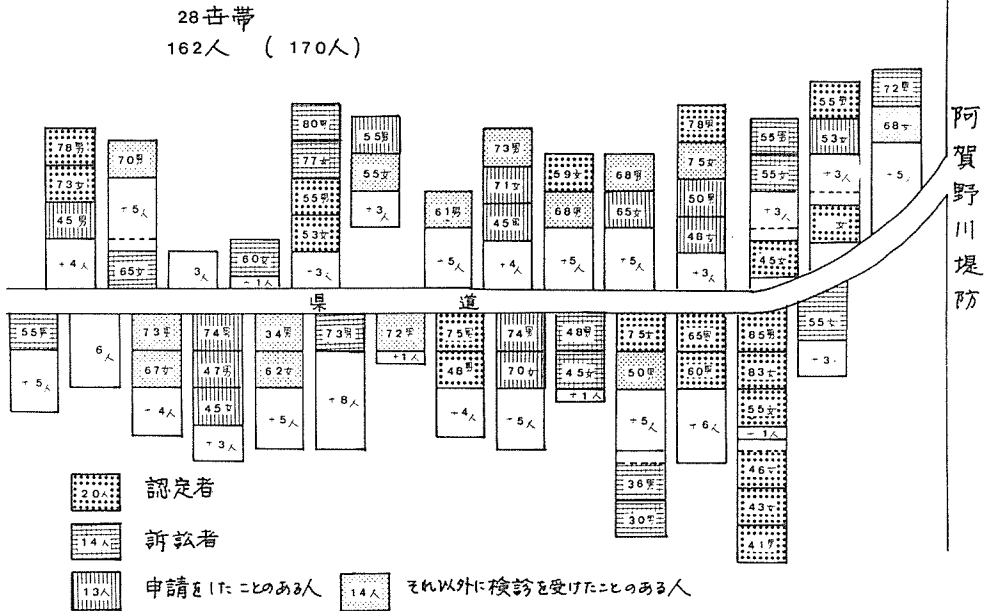 28世帯
162人 (170人)
78男
73女
45男
+4人
70男
+5人
65女
3人
60女
+1人
80男
77女
55男
53女
-3人
55男
55女
+3人
61男
-5人
73男
71女
45男
+4人
59女
68男
+5人
68男
65女
+5人
78男
75女
50男
48女
+3人
55男
55女
+3人
45女
55男
53女
+3人
女
72男
68女
+5人
阿賀野川堤防
県道
55男
+5人
6人
73男
67女
-4人
74男
47男
45女
+3人
34男
62女
+5人
73男
+8人
72男
+1人
75男
48男
+4人
74男
70女
-5人
48男
45女
+1人
75女
50男
+5人
36男
30男
65男
60男
+6人
85男
83女
55女
-1人
46女
43女
41男
55女
+3
20人 認定者
14人 訴訟者
13人 申請をしたことのある人 14人 それ以外に検診を受けたことのある人